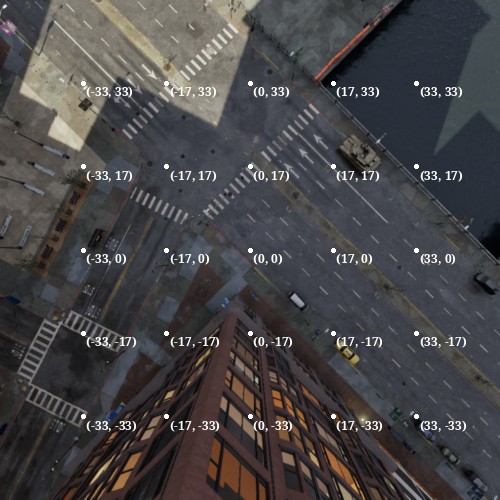 (-33, 33) (-17, 33) (0, 33) (17, 33) (33, 33)
(-33, 17) (-17, 17) (0, 17) (17, 17) (33, 17)
(-33, 0) (-17, 0) (0, 0) (17, 0) (33, 0)
(-33, -17) (-17, -17) (0, -17) (17, -17) (33, -17)
(-33, -33) (-17, -33) (0, -33) (17, -33) (33, -33)